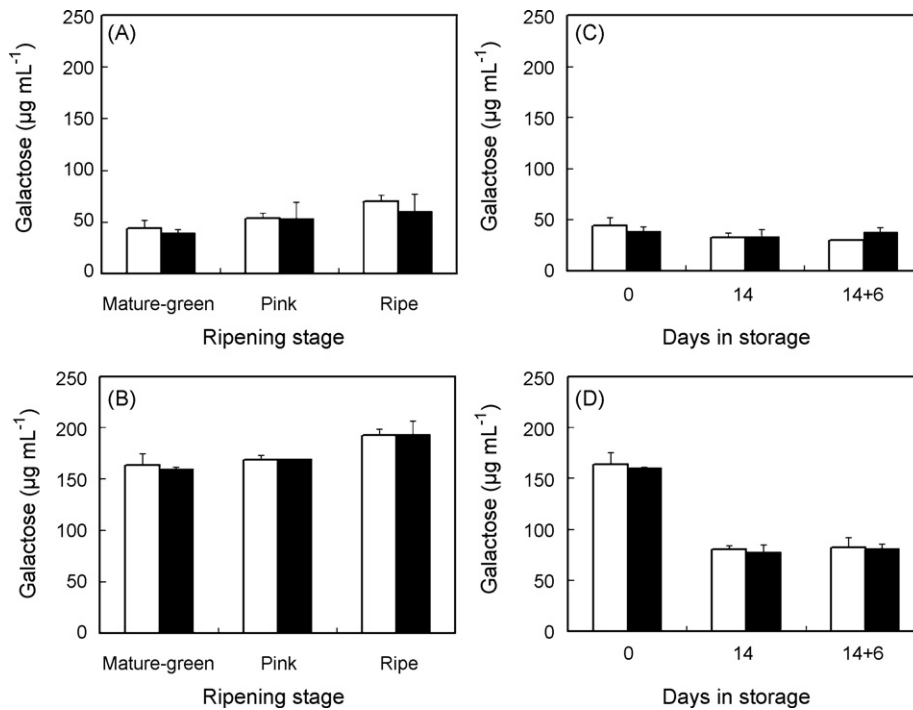 (A)
250
200
150
100
50
0
Galactose (µg mL⁻¹)
Mature-green Pink Ripe
Ripening stage
(C)
250
200
150
100
50
0
Galactose (µg mL⁻¹)
0 14 14+6
Days in storage
(B)
250
200
150
100
50
0
Galactose (µg mL⁻¹)
Mature-green Pink Ripe
Ripening stage
(D)
250
200
150
100
50
0
Galactose (µg mL⁻¹)
0 14 14+6
Days in storage